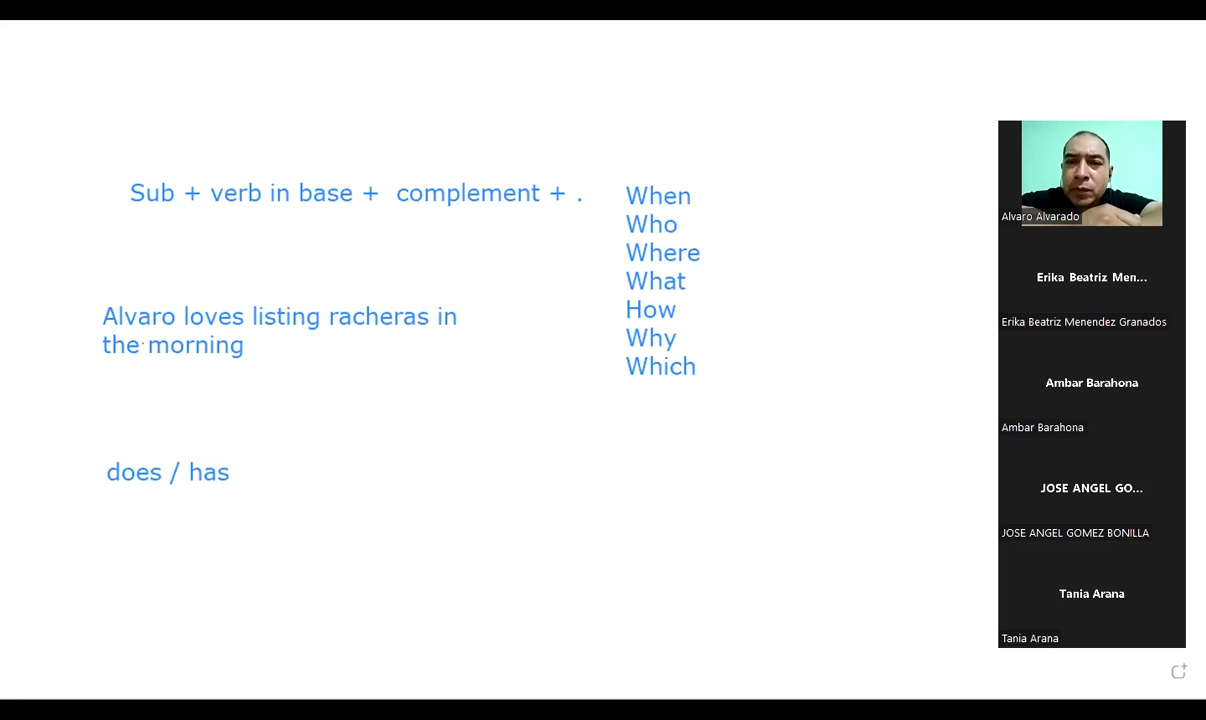 Sub + verb in base + complement + .
When
Who
Where
What
How
Why
Which
Alvaro loves listing racheras in
the morning
does / has
Alvaro Alvarado
Erika Beatriz Men...
Erika Beatriz Menendez Granados
Ambar Barahona
Ambar Barahona
JOSE ANGEL GO...
JOSE ANGEL GOMEZ BONILLA
Tania Arana
Tania Arana